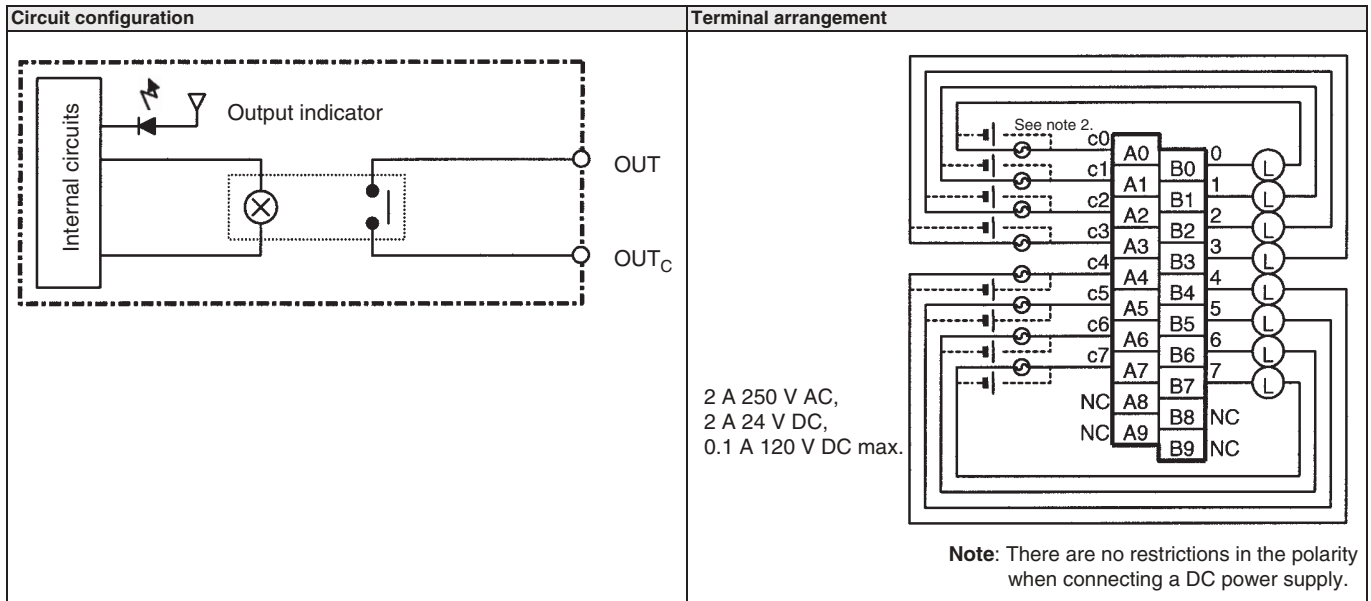 Circuit configuration
Terminal arrangement
Internal circuits
Output indicator
OUT
OUTC
See note 2.
c0 A0 B0 0 L
c1 A1 B1 1 L
c2 A2 B2 2 L
c3 A3 B3 3 L
c4 A4 B4 4 L
c5 A5 B5 5 L
c6 A6 B6 6 L
c7 A7 B7 7 L
NC A8 B8 NC
NC A9 B9 NC
2 A 250 V AC,
2 A 24 V DC,
0.1 A 120 V DC max.
Note: There are no restrictions in the polarity
when connecting a DC power supply.